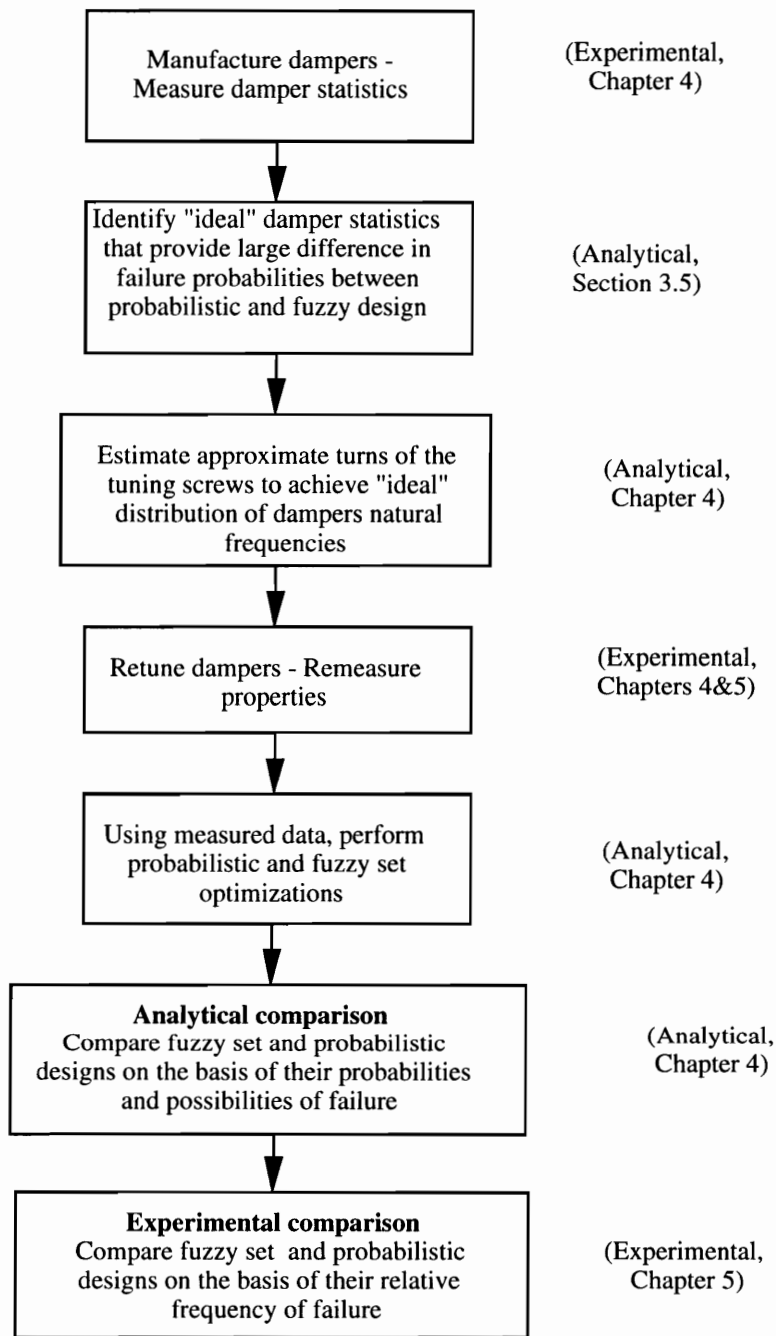 Manufacture dampers -
Measure damper statistics
(Experimental,
Chapter 4)
Identify "ideal" damper statistics
that provide large difference in
failure probabilities between
probabilistic and fuzzy design
(Analytical,
Section 3.5)
Estimate approximate turns of the
tuning screws to achieve "ideal"
distribution of dampers natural
frequencies
(Analytical,
Chapter 4)
Retune dampers - Remeasure
properties
(Experimental,
Chapters 4&5)
Using measured data, perform
probabilistic and fuzzy set
optimizations
(Analytical,
Chapter 4)
Analytical comparison
Compare fuzzy set and probabilistic
designs on the basis of their probabilities
and possibilities of failure
(Analytical,
Chapter 4)
Experimental comparison
Compare fuzzy set and probabilistic
designs on the basis of their relative
frequency of failure
(Experimental,
Chapter 5)